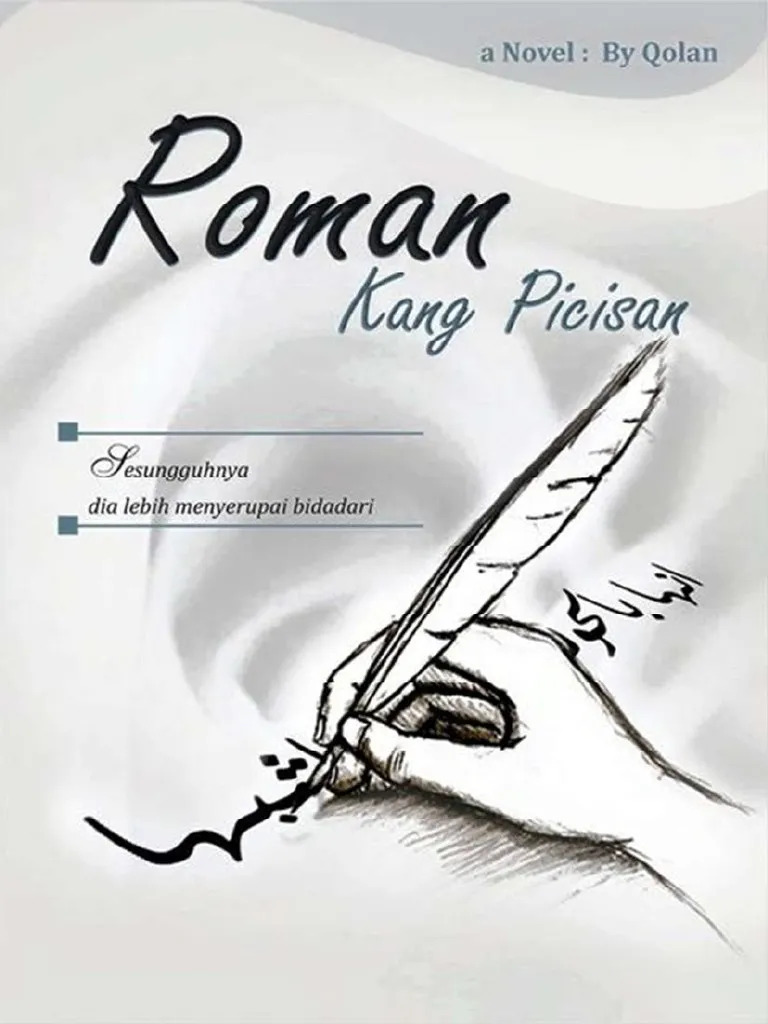 a Novel : By Qolan
Roman
Kang Picisan
Sesungguhnya
dia lebih menyerupai bidadari